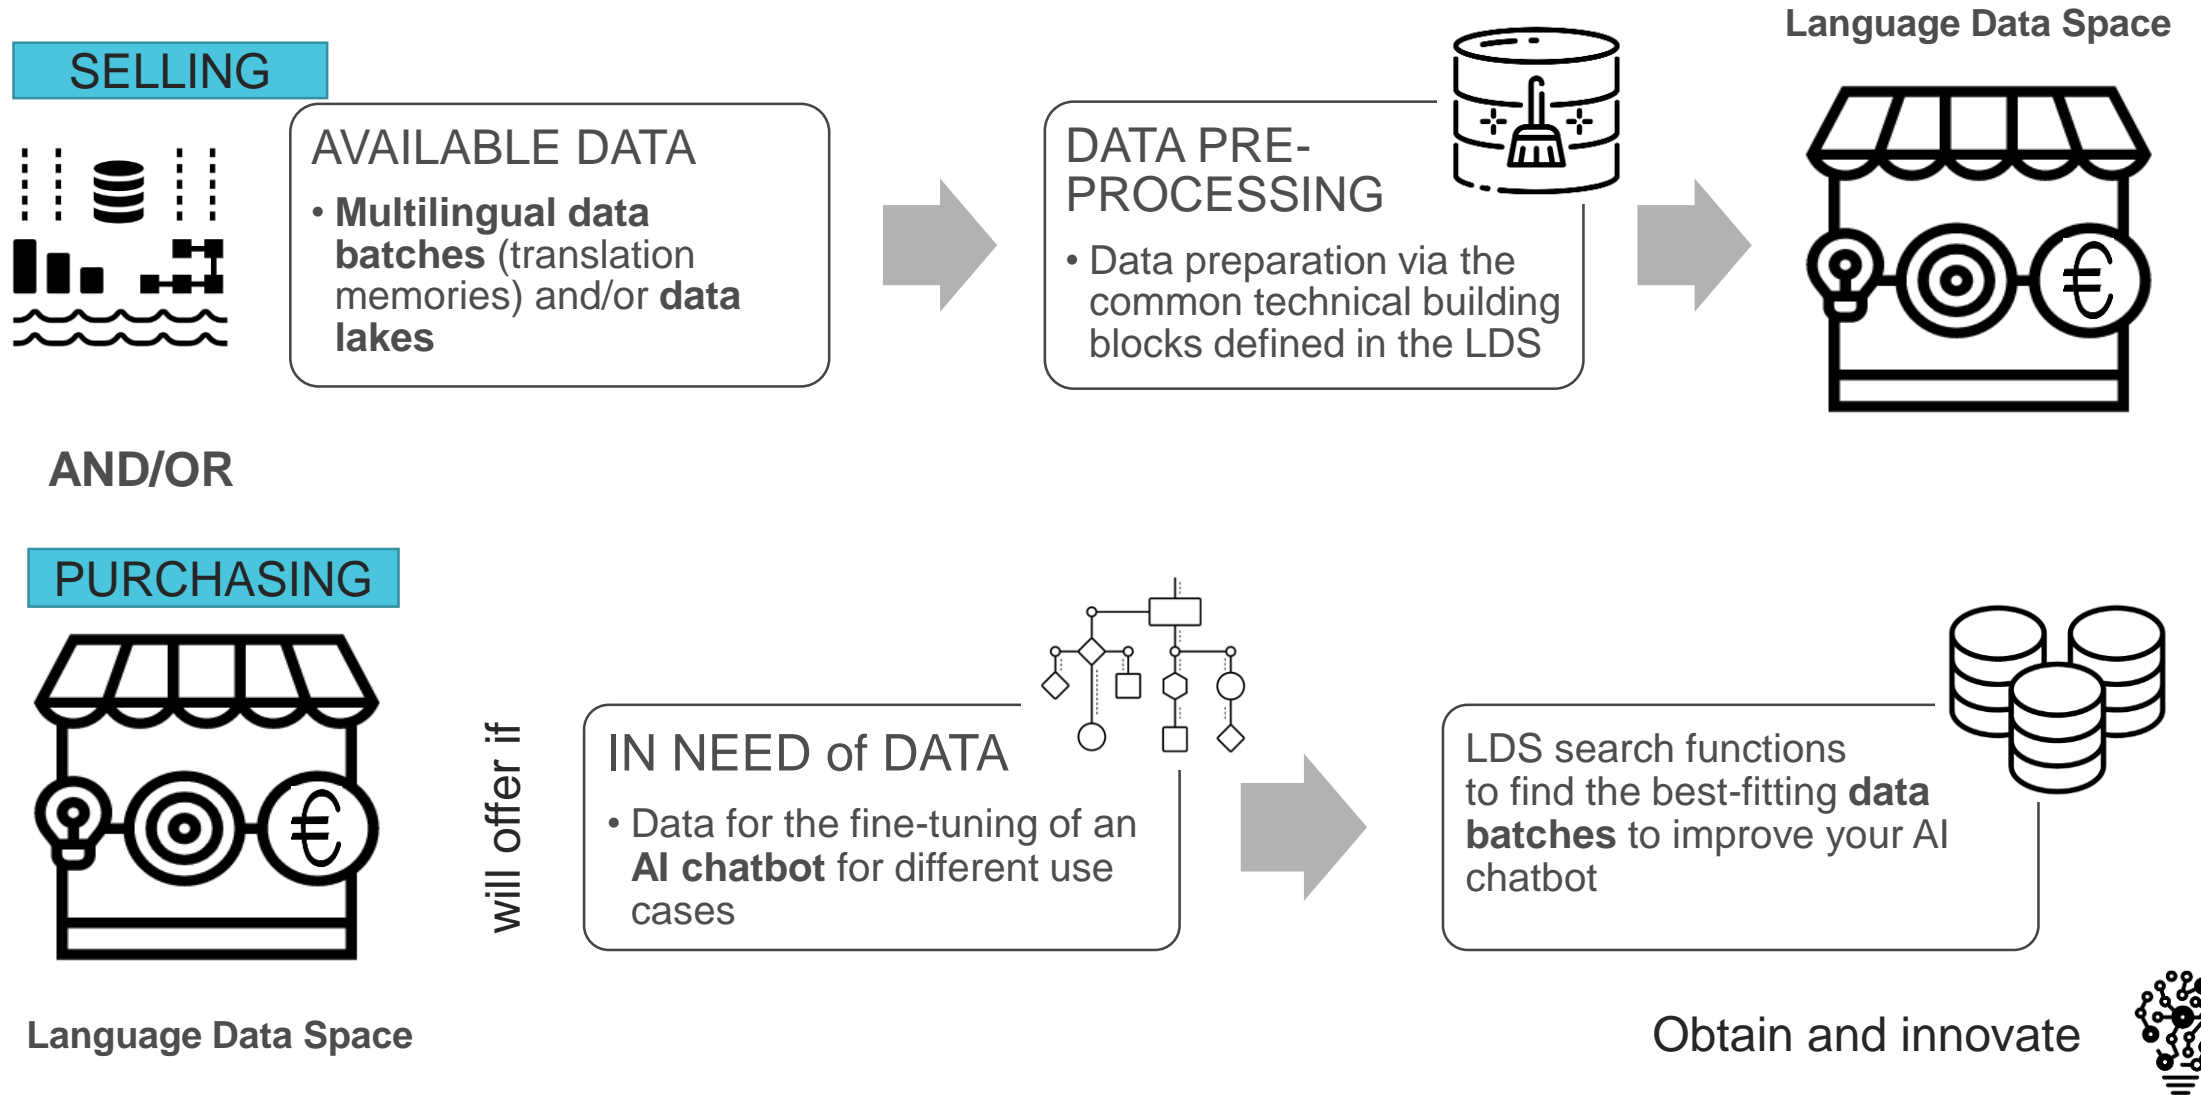 Language Data Space
SELLING
AVAILABLE DATA
• Multilingual data
batches (translation
memories) and/or data
lakes
DATA PRE-
PROCESSING
• Data preparation via the
common technical building
blocks defined in the LDS
€
AND/OR
PURCHASING
€
Language Data Space
will offer if
IN NEED of DATA
• Data for the fine-tuning of an
AI chatbot for different use
cases
LDS search functions
to find the best-fitting data
batches to improve your AI
chatbot
Obtain and innovate